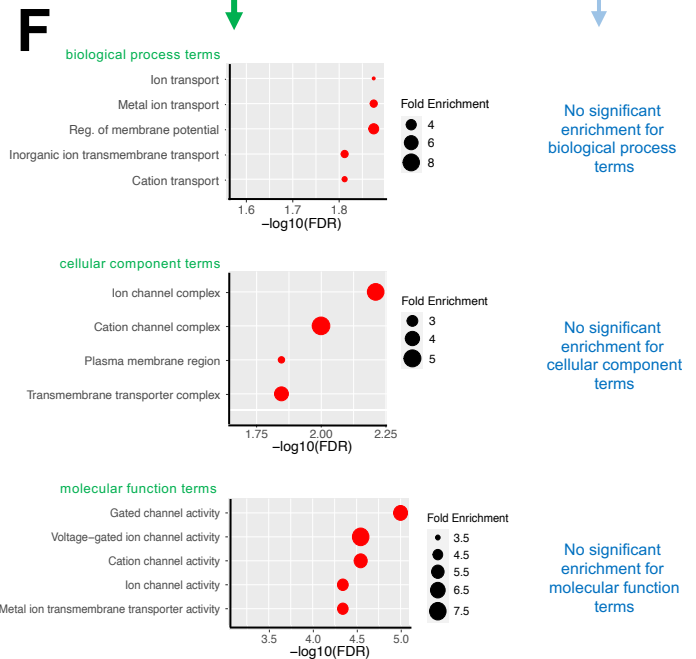 F
biological process terms
Ion transport
Metal ion transport
Reg. of membrane potential
Inorganic ion transmembrane transport
Cation transport
1.6 1.7 1.8
−log10(FDR)
Fold Enrichment
4
6
8
No significant
enrichment for
biological process
terms
cellular component terms
Ion channel complex
Cation channel complex
Plasma membrane region
Transmembrane transporter complex
1.75 2.00 2.25
−log10(FDR)
Fold Enrichment
3
4
5
No significant
enrichment for
cellular component
terms
molecular function terms
Gated channel activity
Voltage−gated ion channel activity
Cation channel activity
Ion channel activity
Metal ion transmembrane transporter activity
3.5 4.0 4.5 5.0
−log10(FDR)
Fold Enrichment
3.5
4.5
5.5
6.5
7.5
No significant
enrichment for
molecular function
terms